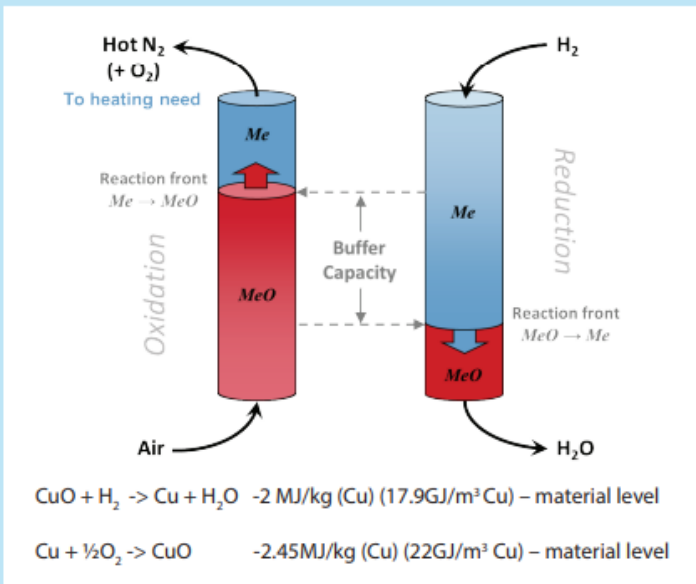 Hot N₂
(+ O₂)
To heating need
H₂
Me
Reaction front
Me → MeO
Oxidation
Me
Reduction
Buffer
Capacity
MeO
Reaction front
MeO → Me
MeO
Air
H₂O
CuO + H₂ -> Cu + H₂O -2 MJ/kg (Cu) (17.9GJ/m³ Cu) – material level
Cu + ½O₂ -> CuO -2.45MJ/kg (Cu) (22GJ/m³ Cu) – material level